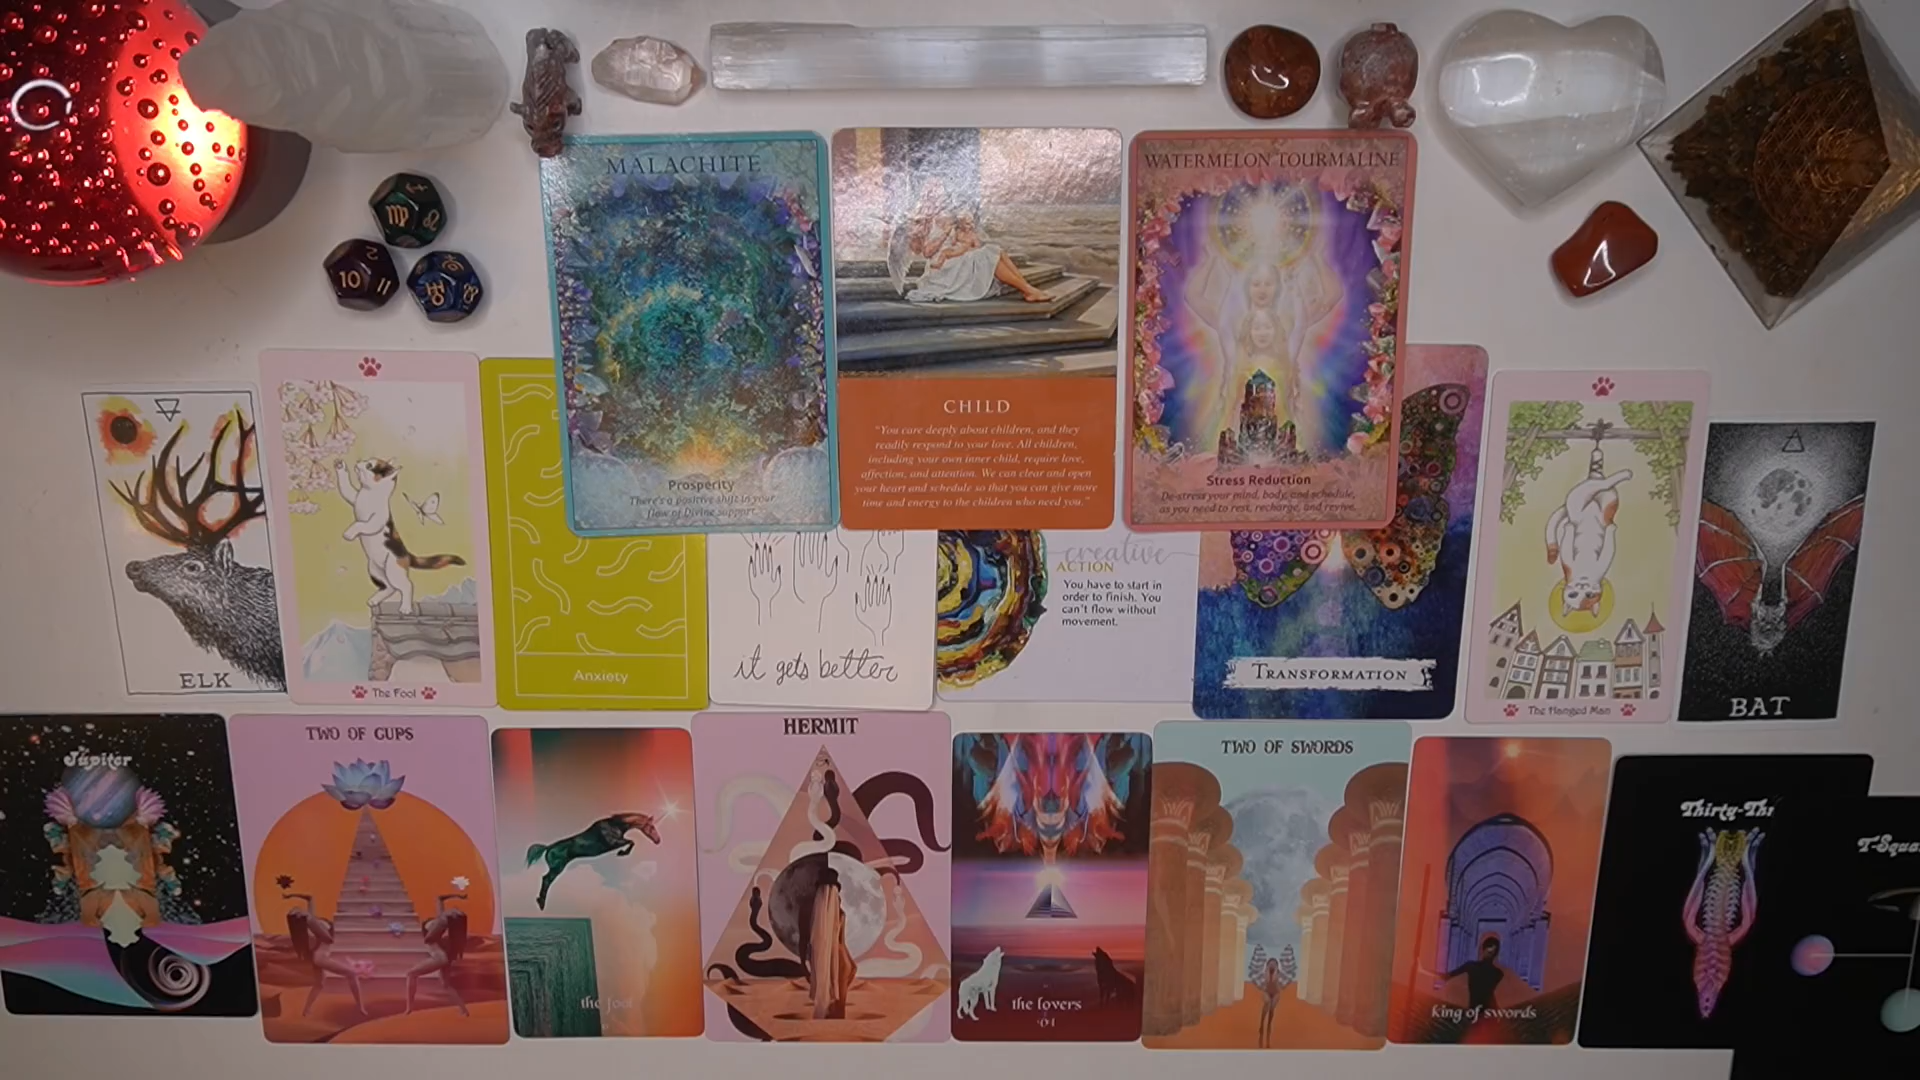 MALACHITE
Prosperity
There's a positive shift in your
flow of Divine support.
CHILD
"You care deeply about children, and they
readily respond to your love. All children,
including your own inner child, require love,
affection, and attention. We can clear and open
your heart and schedule so that you can give more
time and energy to the children who need you."
WATERMELON TOURMALINE
Stress Reduction
De-stress your mind, body, and schedule,
as you need to rest, recharge, and revive.
10
11
2
ELK
The Fool
Anxiety
it gets better
creative
ACTION
You have to start in
order to finish. You
can't flow without
movement.
TRANSFORMATION
The Hanged Man
BAT
Jupiter
TWO OF CUPS
the fool
HERMIT
the lovers
TWO OF SWORDS
king of swords
Thirty-Thr
T-Squa